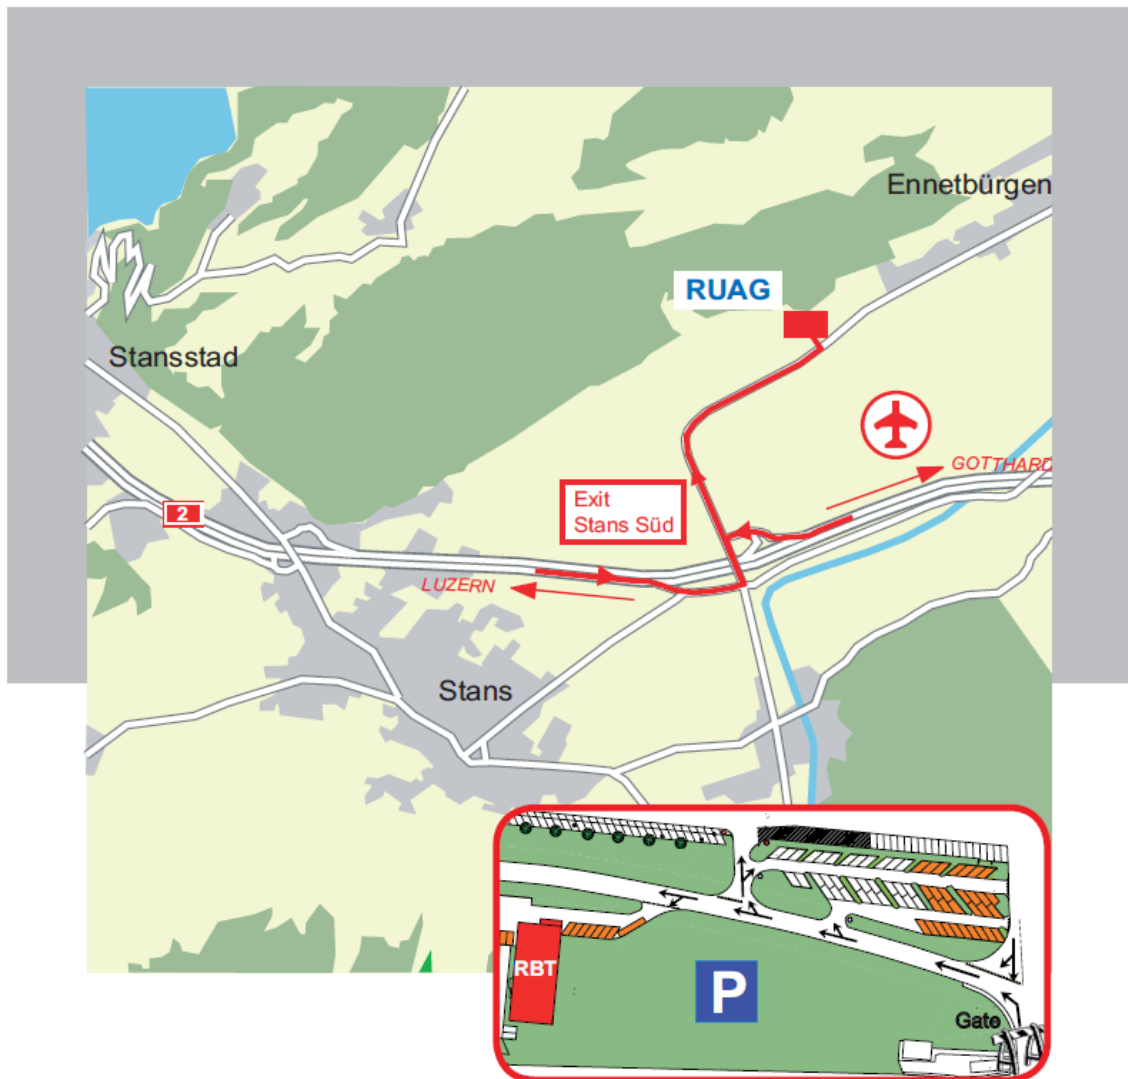 Ennetbürgen
RUAG
Stansstad
GOTTHARD
Exit
Stans Süd
2
LUZERN
Stans
RBT
P
Gate